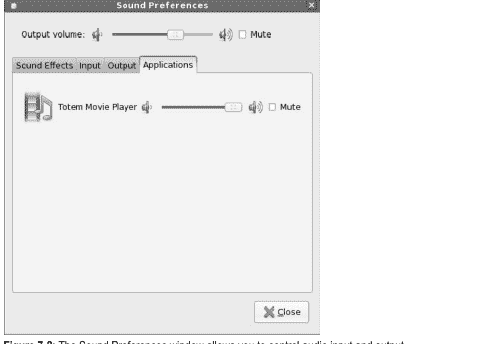 Sound Preferences
Output volume: Mute
Sound Effects Input Output Applications
Totem Movie Player Mute
Close
Figure 7-8: The Sound Preferences window allows you to control audio input and output